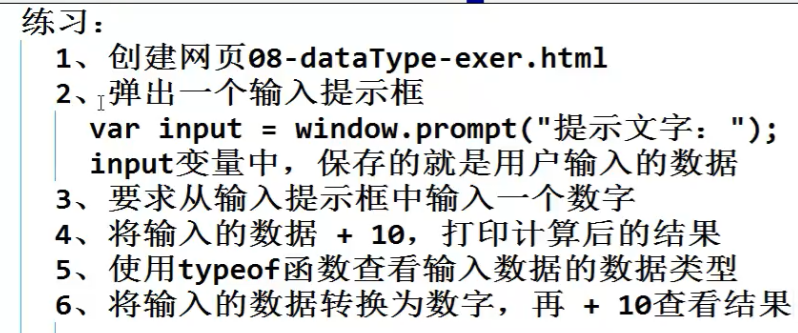 练习：
1、创建网页08-dataType-exer.html
2、弹出一个输入提示框
var input = window.prompt("提示文字：");
input变量中，保存的就是用户输入的数据
3、要求从输入提示框中输入一个数字
4、将输入的数据 + 10，打印计算后的结果
5、使用typeof函数查看输入数据的数据类型
6、将输入的数据转换为数字，再 + 10查看结果